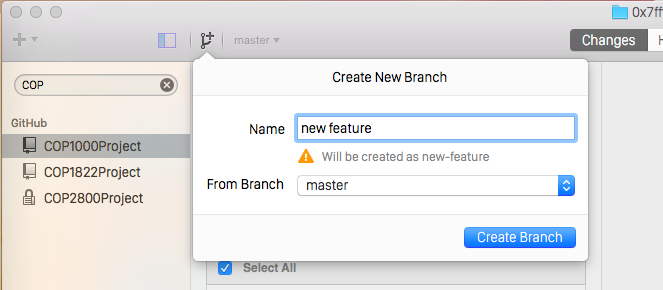 0x7ff
master
Changes
H
COP
Create New Branch
GitHub
Name
new feature
COP1000Project
Will be created as new-feature
COP1822Project
From Branch
master
COP2800Project
Create Branch
Select All